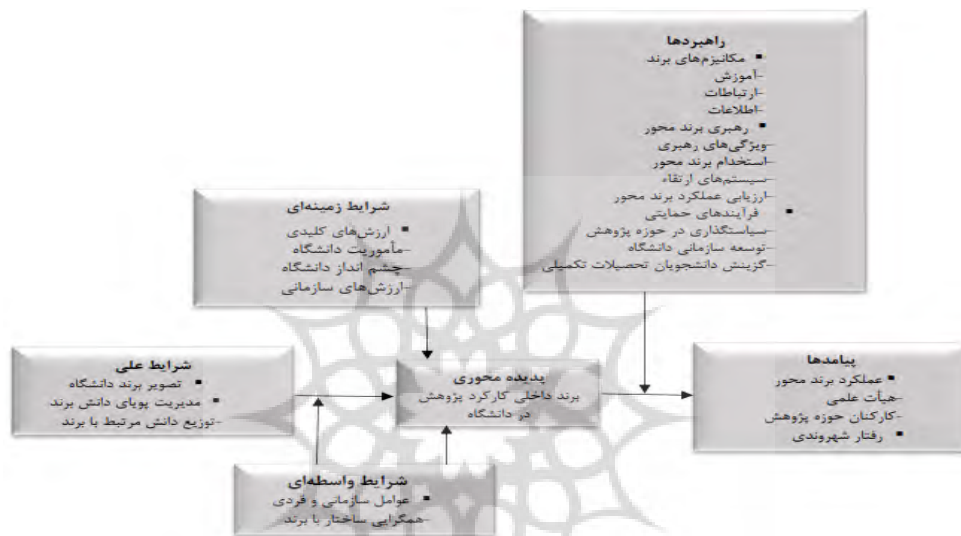 راهبردها
▪ مکانیزم‌های برند
-آموزش
-ارتباطات
-اطلاعات
▪ رهبری برند محور
-ویژگی‌های رهبری
-استخدام برند محور
-سیستم‌های ارتقاء
-ارزیابی عملکرد برند محور
▪ فرآیندهای حمایتی
-سیاستگذاری در حوزه پژوهش
-توسعه سازمانی دانشگاه
-گزینش دانشجویان تحصیلات تکمیلی
شرایط زمینه‌ای
▪ ارزش‌های کلیدی
-مأموریت دانشگاه
-چشم انداز دانشگاه
-ارزش‌های سازمانی
شرایط علی
▪ تصویر برند دانشگاه
▪ مدیریت پویای دانش برند
-توزیع دانش مرتبط با برند
پدیده محوری
برند داخلی کارکرد پژوهش
در دانشگاه
پیامدها
▪ عملکرد برند محور
-هیأت علمی
-کارکنان حوزه پژوهش
▪ رفتار شهروندی
شرایط واسطه‌ای
▪ عوامل سازمانی و فردی
-همگرایی ساختار با برند